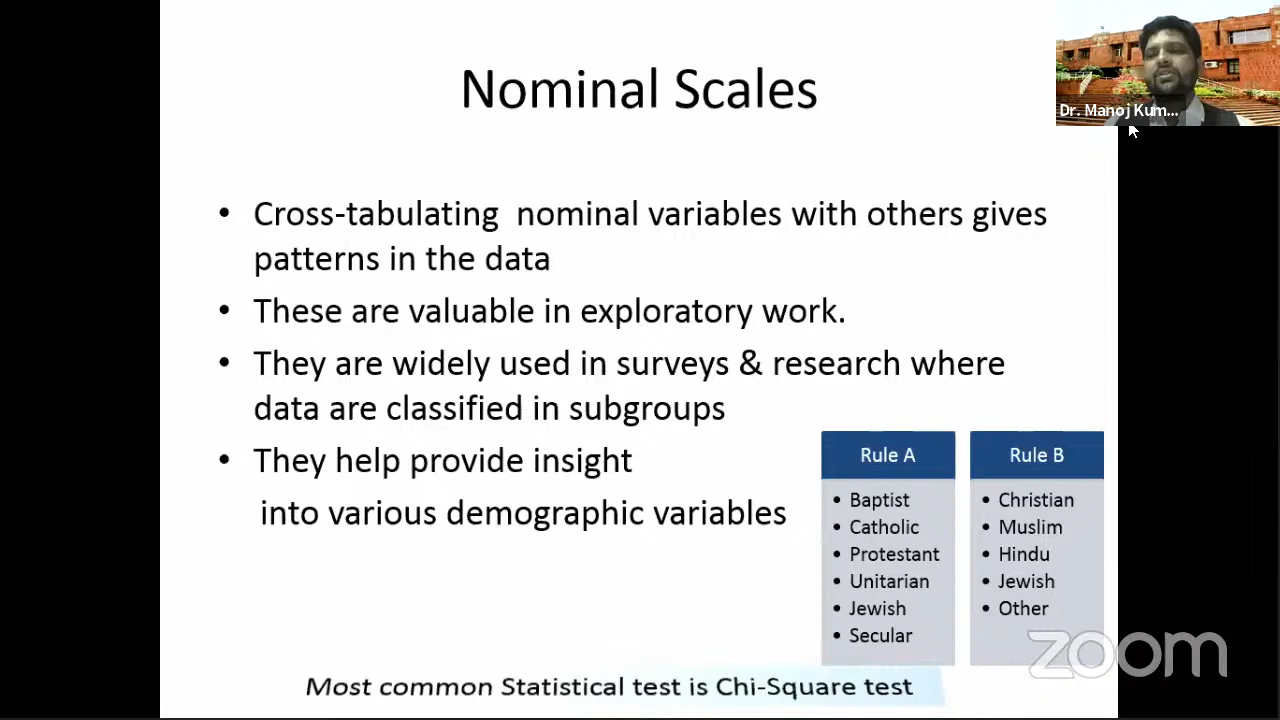 Nominal Scales
Dr. Manoj Kum...
• Cross-tabulating nominal variables with others gives
patterns in the data
• These are valuable in exploratory work.
• They are widely used in surveys & research where
data are classified in subgroups
• They help provide insight
into various demographic variables
Rule A
• Baptist
• Catholic
• Protestant
• Unitarian
• Jewish
• Secular
Rule B
• Christian
• Muslim
• Hindu
• Jewish
• Other
zoom
Most common Statistical test is Chi-Square test